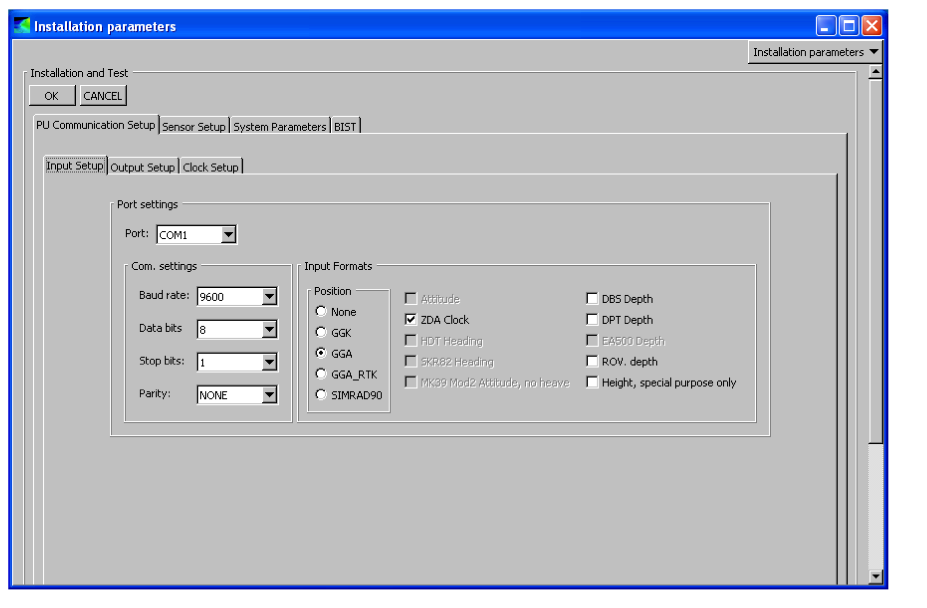 Installation parameters
Installation parameters
Installation and Test
OK CANCEL
PU Communication Setup Sensor Setup System Parameters BIST
Input Setup Output Setup Clock Setup
Port settings
Port: COM1
Com. settings
Baud rate: 9600
Data bits 8
Stop bits: 1
Parity: NONE
Input Formats
Position
None
GGK
GGA
GGA_RTK
SIMRAD90
Attitude
ZDA Clock
HDT Heading
SKR82 Heading
MK39 Mod2 Attitude, no heave
DBS Depth
DPT Depth
EA500 Depth
ROV. depth
Height, special purpose only